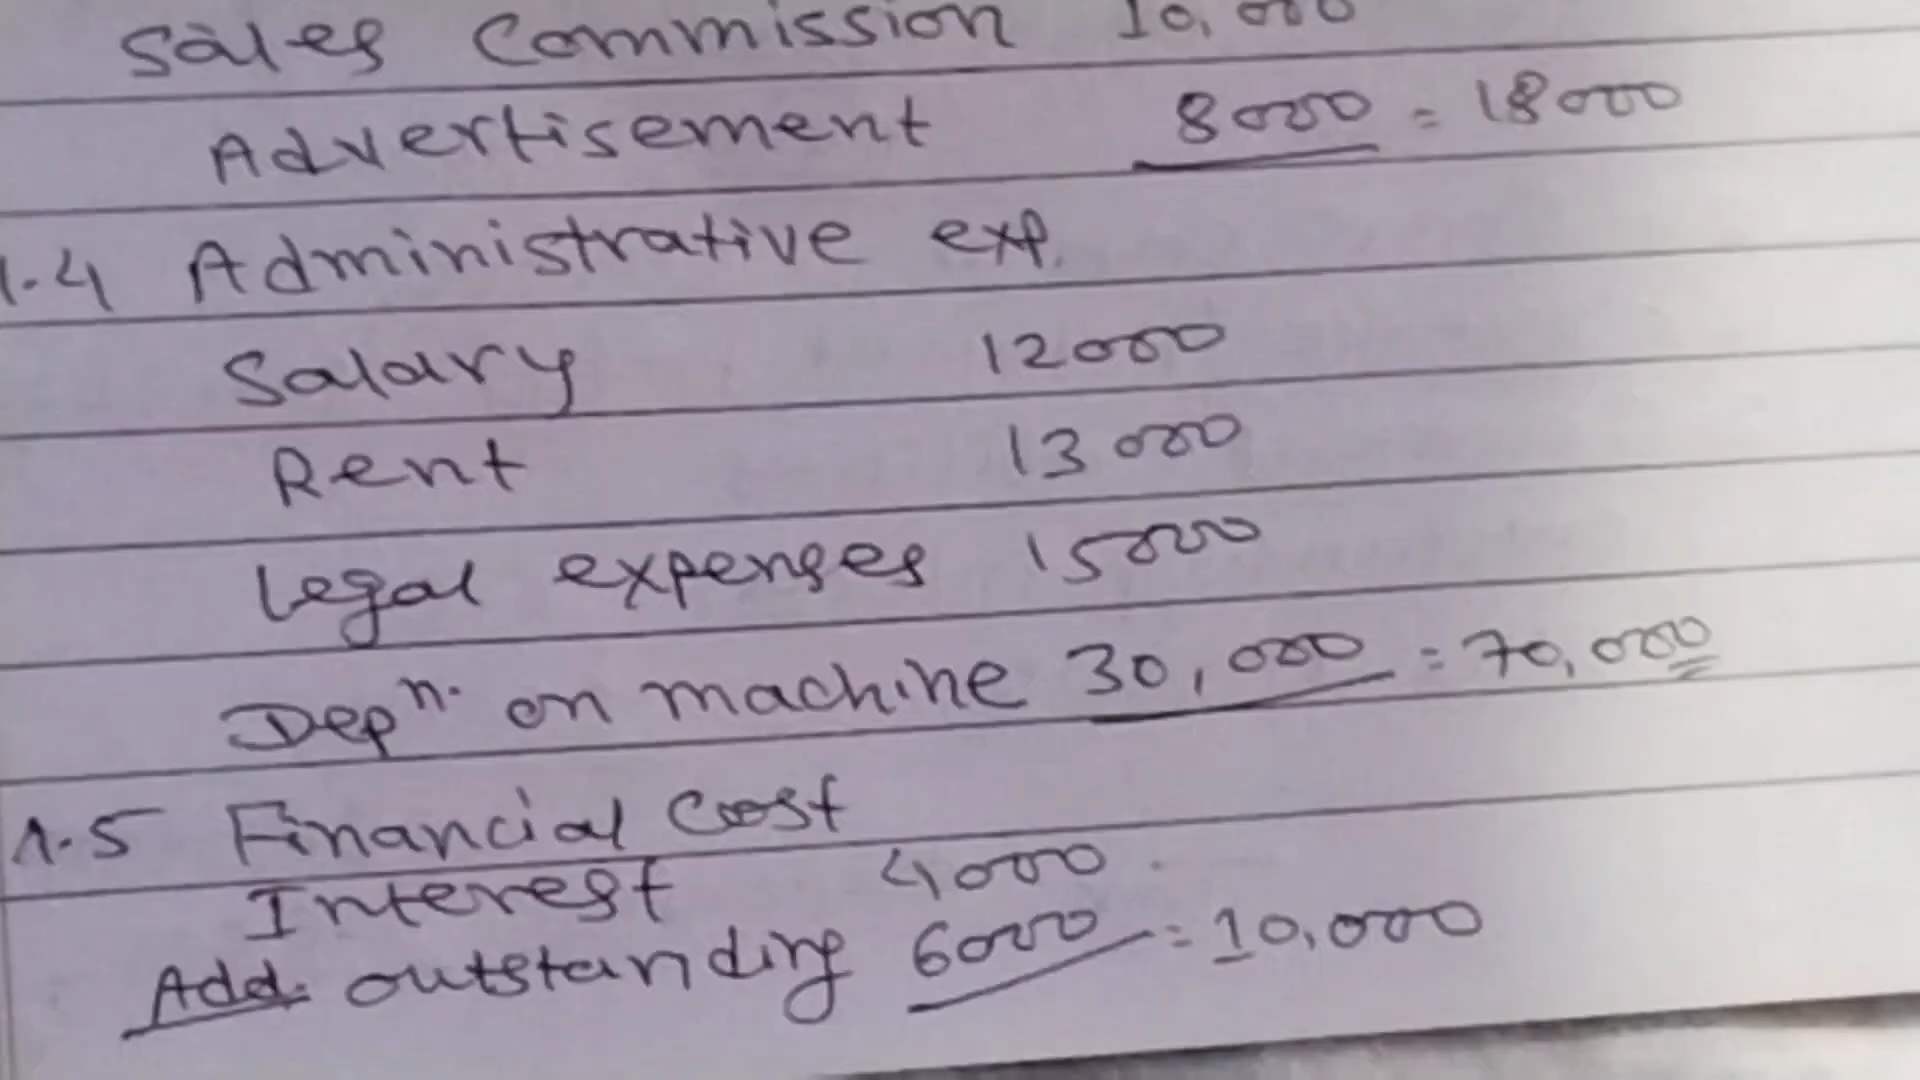 Sales Commission 10,000
Advertisement 8000 = 18000
1.4 Administrative exp.
Salary 12000
Rent 13000
Legal expenses 15000
Depn. on machine 30,000 = 70,000
1.5 Financial Cost
Interest 4000
Add. outstanding 6000 = 10,000